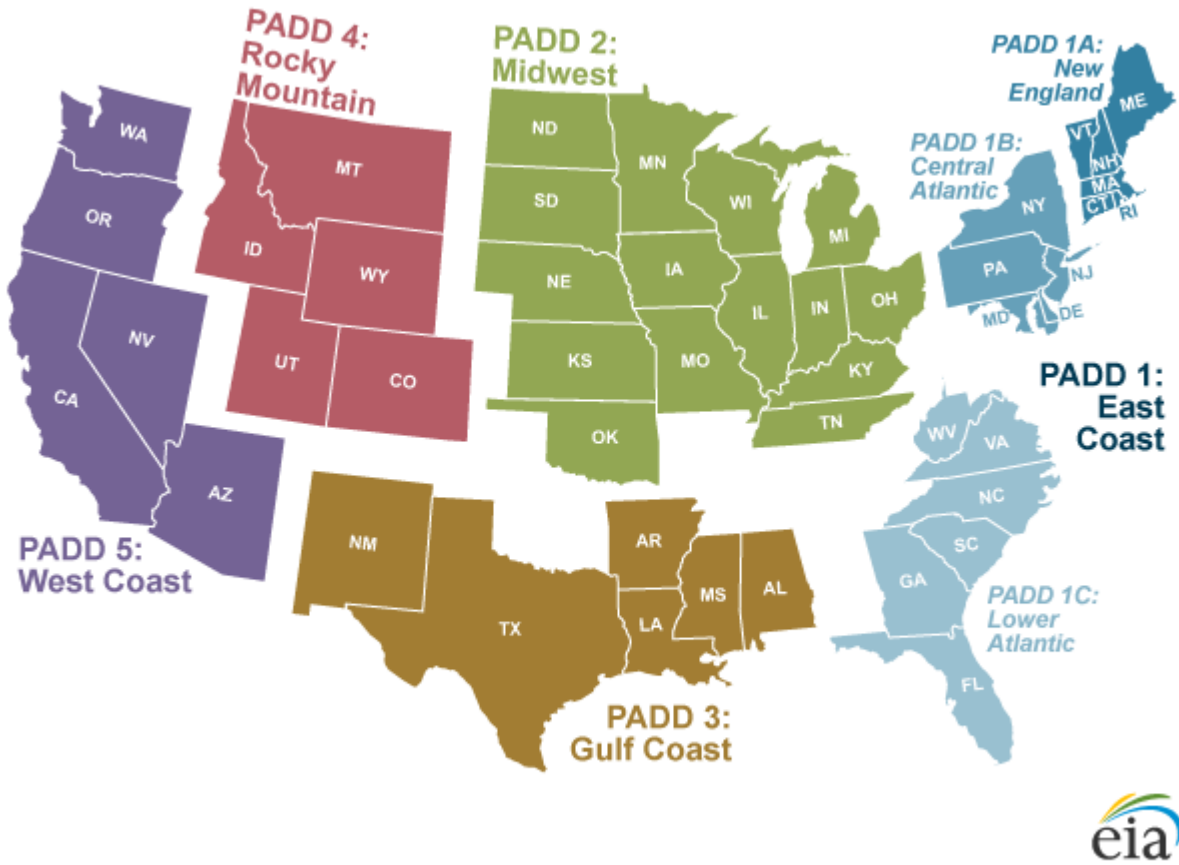 PADD 4:
Rocky
Mountain
PADD 2:
Midwest
PADD 1A:
New
England
PADD 1B:
Central
Atlantic
WA
OR
CA
NV
AZ
PADD 5:
West Coast
MT
ID
WY
UT
CO
ND
SD
NE
KS
OK
MN
IA
MO
WI
IL
MI
IN
OH
KY
TN
ME
VT
NH
MA
CT
RI
NY
PA
NJ
MD
DE
PADD 1:
East
Coast
WV
VA
NC
SC
GA
FL
PADD 1C:
Lower
Atlantic
NM
TX
AR
LA
MS
AL
PADD 3:
Gulf Coast
eia